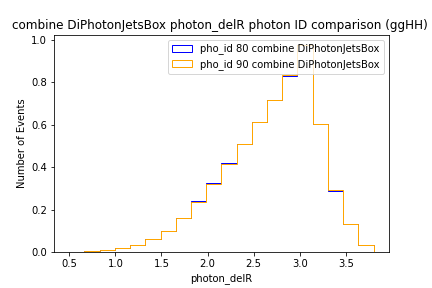 combine DiPhotonJetsBox photon_delR photon ID comparison (ggHH)
pho_id 80 combine DiPhotonJetsBox
pho_id 90 combine DiPhotonJetsBox
Number of Events
1.0
0.8
0.6
0.4
0.2
0.0
0.5 1.0 1.5 2.0 2.5 3.0 3.5
photon_delR